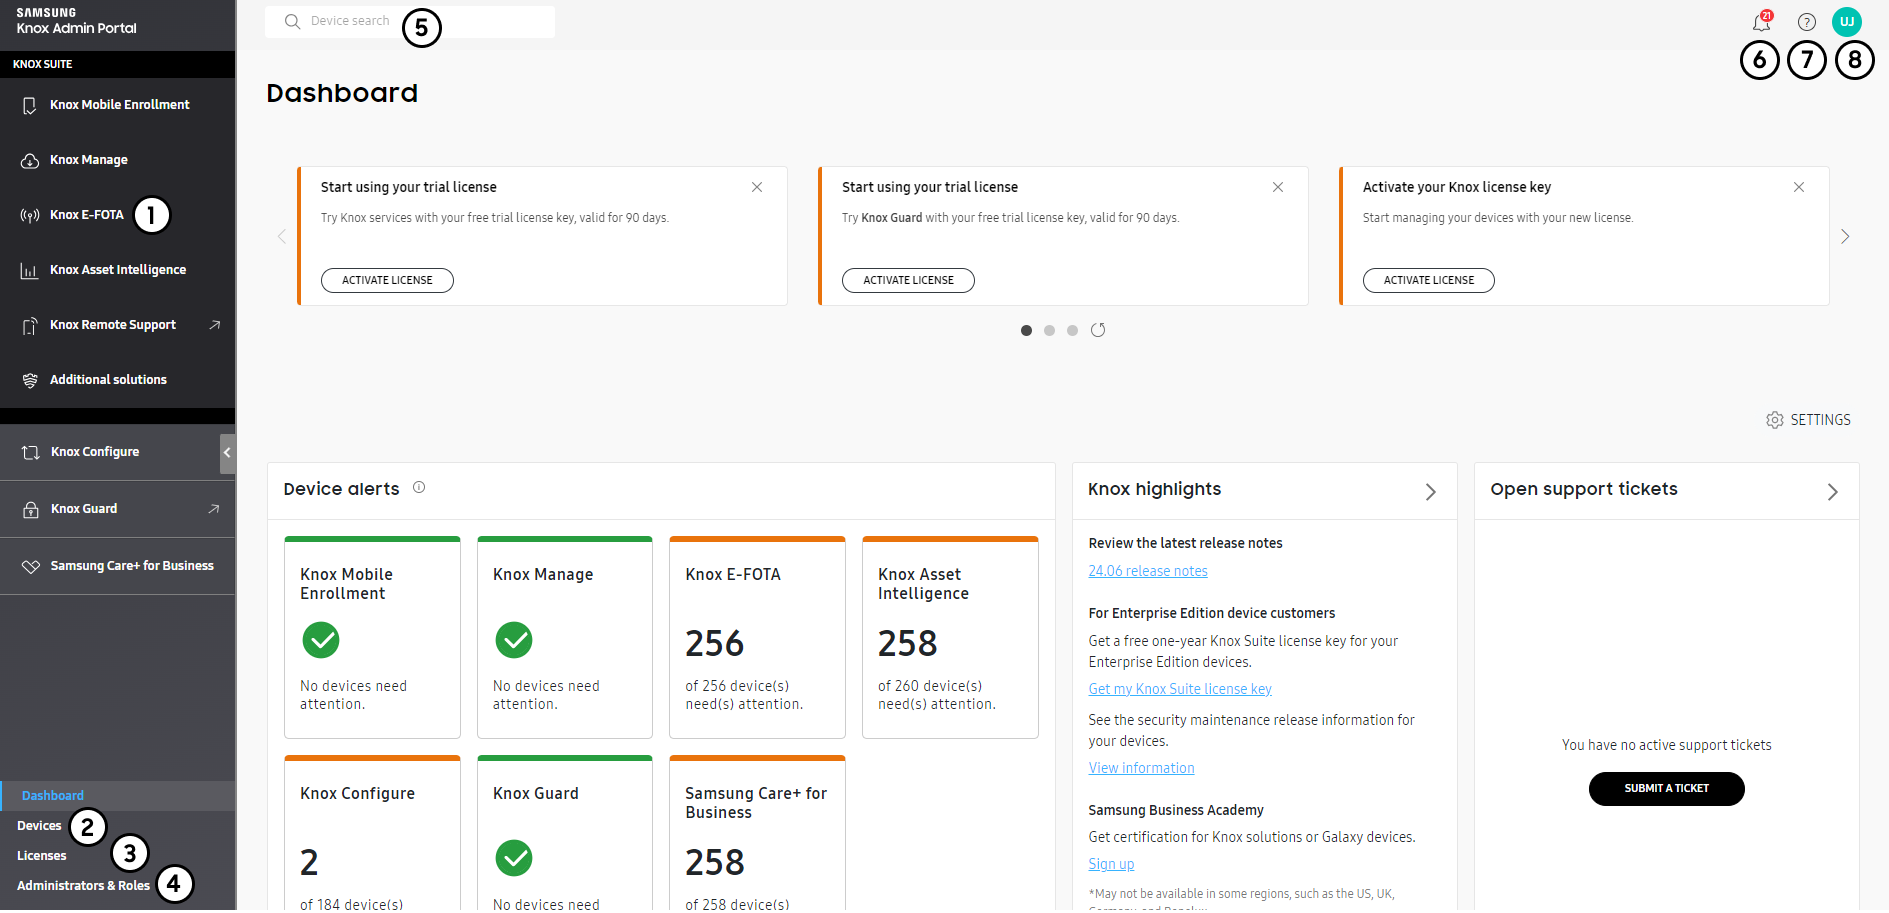 SAMSUNG
Knox Admin Portal
KNOX SUITE
Knox Mobile Enrollment
Knox Manage
Knox E-FOTA
1
Knox Asset Intelligence
Knox Remote Support
Additional solutions
Knox Configure
Knox Guard
Samsung Care+ for Business
Dashboard
Devices
2
Licenses
3
Administrators & Roles
4
Device search
5
21
UJ
6
7
8
Dashboard
Start using your trial license
Try Knox services with your free trial license key, valid for 90 days.
ACTIVATE LICENSE
Start using your trial license
Try Knox Guard with your free trial license key, valid for 90 days.
ACTIVATE LICENSE
Activate your Knox license key
Start managing your devices with your new license.
ACTIVATE LICENSE
SETTINGS
Device alerts
Knox Mobile
Enrollment
No devices need
attention.
Knox Manage
No devices need
attention.
Knox E-FOTA
256
of 256 device(s)
need(s) attention.
Knox Asset
Intelligence
258
of 260 device(s)
need(s) attention.
Knox Configure
2
of 184 device(s)
Knox Guard
No devices need
Samsung Care+ for
Business
258
of 258 device(s)
Knox highlights
Review the latest release notes
24.06 release notes
For Enterprise Edition device customers
Get a free one-year Knox Suite license key for your
Enterprise Edition devices.
Get my Knox Suite license key
See the security maintenance release information for
your devices.
View information
Samsung Business Academy
Get certification for Knox solutions or Galaxy devices.
Sign up
*May not be available in some regions, such as the US, UK,
Open support tickets
You have no active support tickets
SUBMIT A TICKET